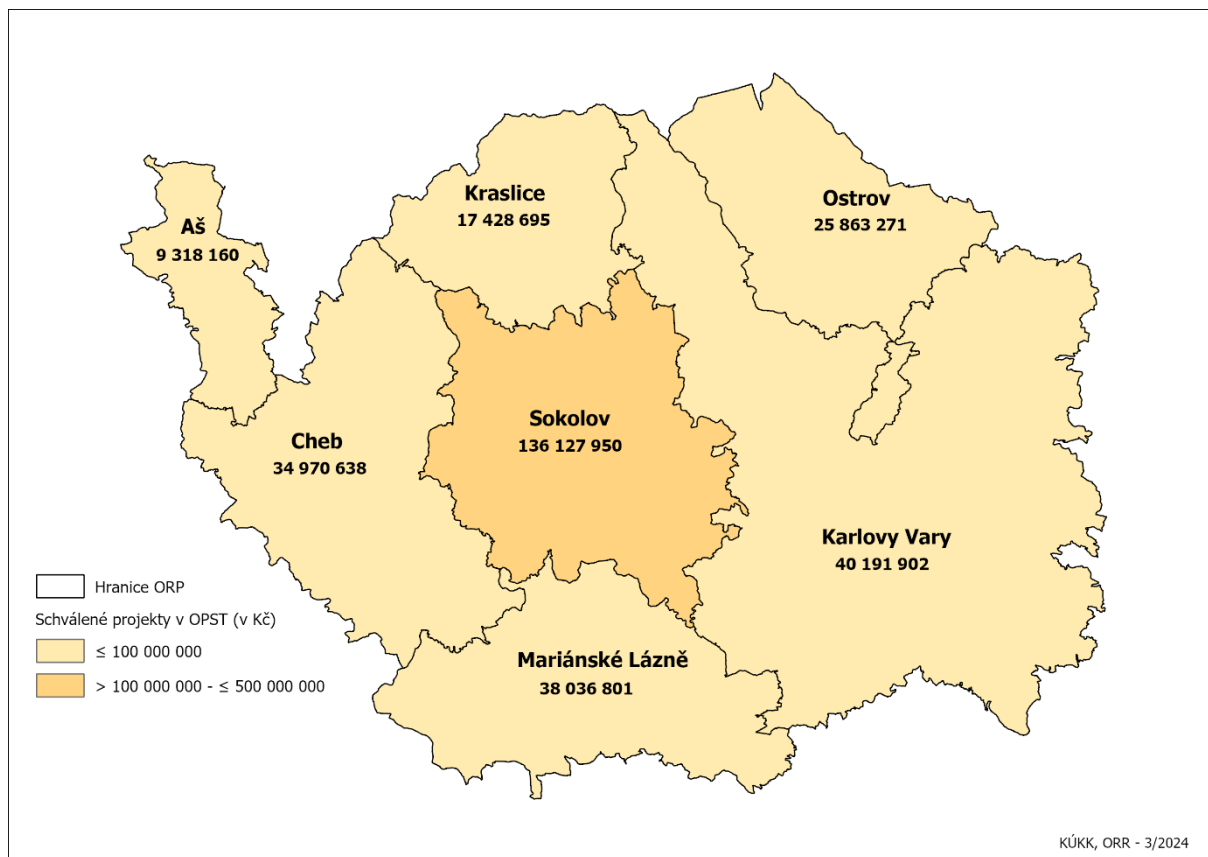 Kraslice
17 428 695
Ostrov
25 863 271
Aš
9 318 160
Sokolov
136 127 950
Cheb
34 970 638
Karlovy Vary
40 191 902
Mariánské Lázně
38 036 801
Hranice ORP
Schválené projekty v OPST (v Kč)
≤ 100 000 000
> 100 000 000 - ≤ 500 000 000
KÚKK, ORR - 3/2024